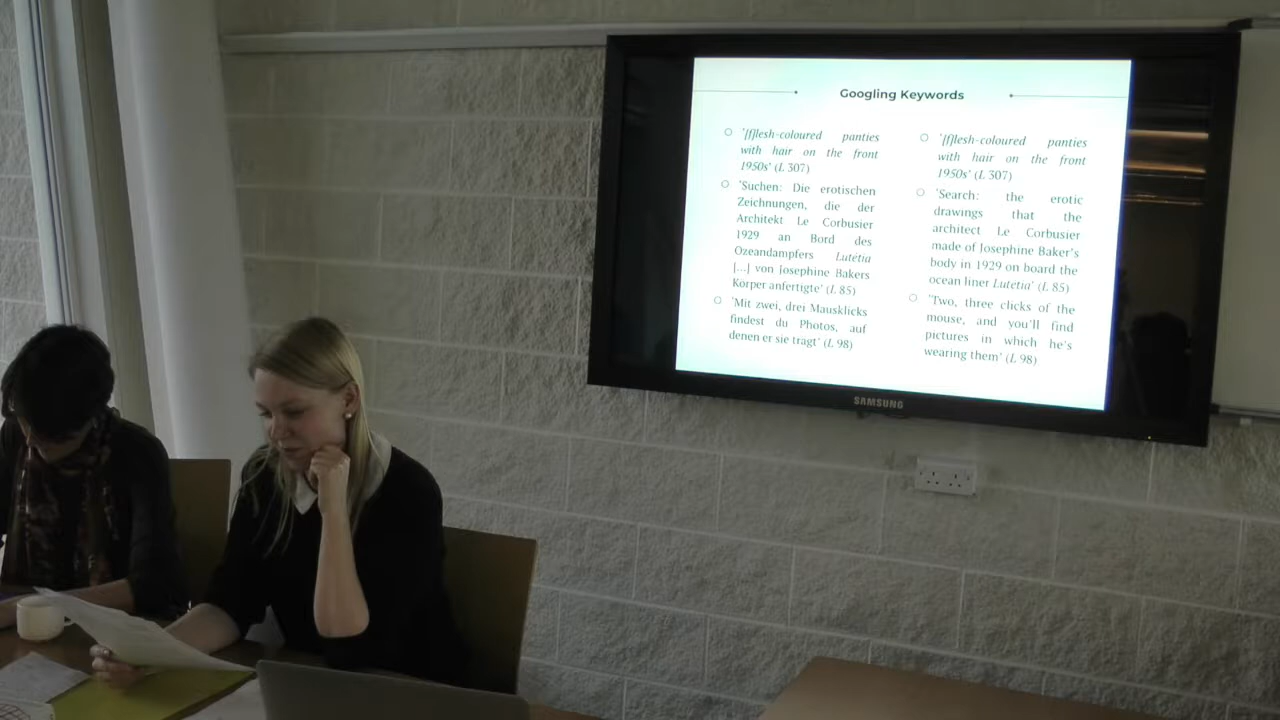 Googling Keywords
'[f]lesh-coloured panties
with hair on the front
1950s' (L 307)
'Suchen: Die erotischen
Zeichnungen, die der
Architekt Le Corbusier
1929 an Bord des
Ozeandampfers Lutétia
[...] von Josephine Bakers
Körper anfertigte' (L 85)
'Mit zwei, drei Mausklicks
findest du Photos, auf
denen er sie tragt' (L 98)
'[f]lesh-coloured panties
with hair on the front
1950s' (L 307)
'Search: the erotic
drawings that the
architect Le Corbusier
made of Josephine Baker's
body in 1929 on board the
ocean liner Lutetia' (L 85)
'Two, three clicks of the
mouse, and you'll find
pictures in which he's
wearing them' (L 98)
SAMSUNG